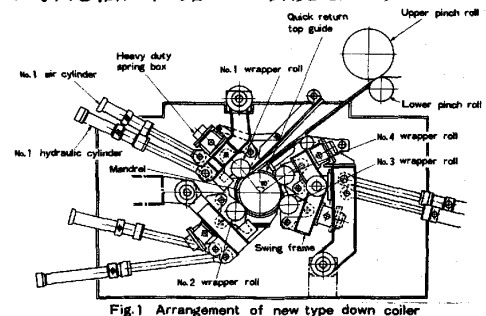 Upper pinch roll
Quick return
top guide
Heavy duty
spring box
No.1 wrapper roll
No.1 air cylinder
Lower pinch roll
No.4 wrapper roll
No.1 hydraulic cylinder
No.3 wrapper roll
Mandrel
Swing frame
No.2 wrapper roll
Fig.1 Arrangement of new type down coiler